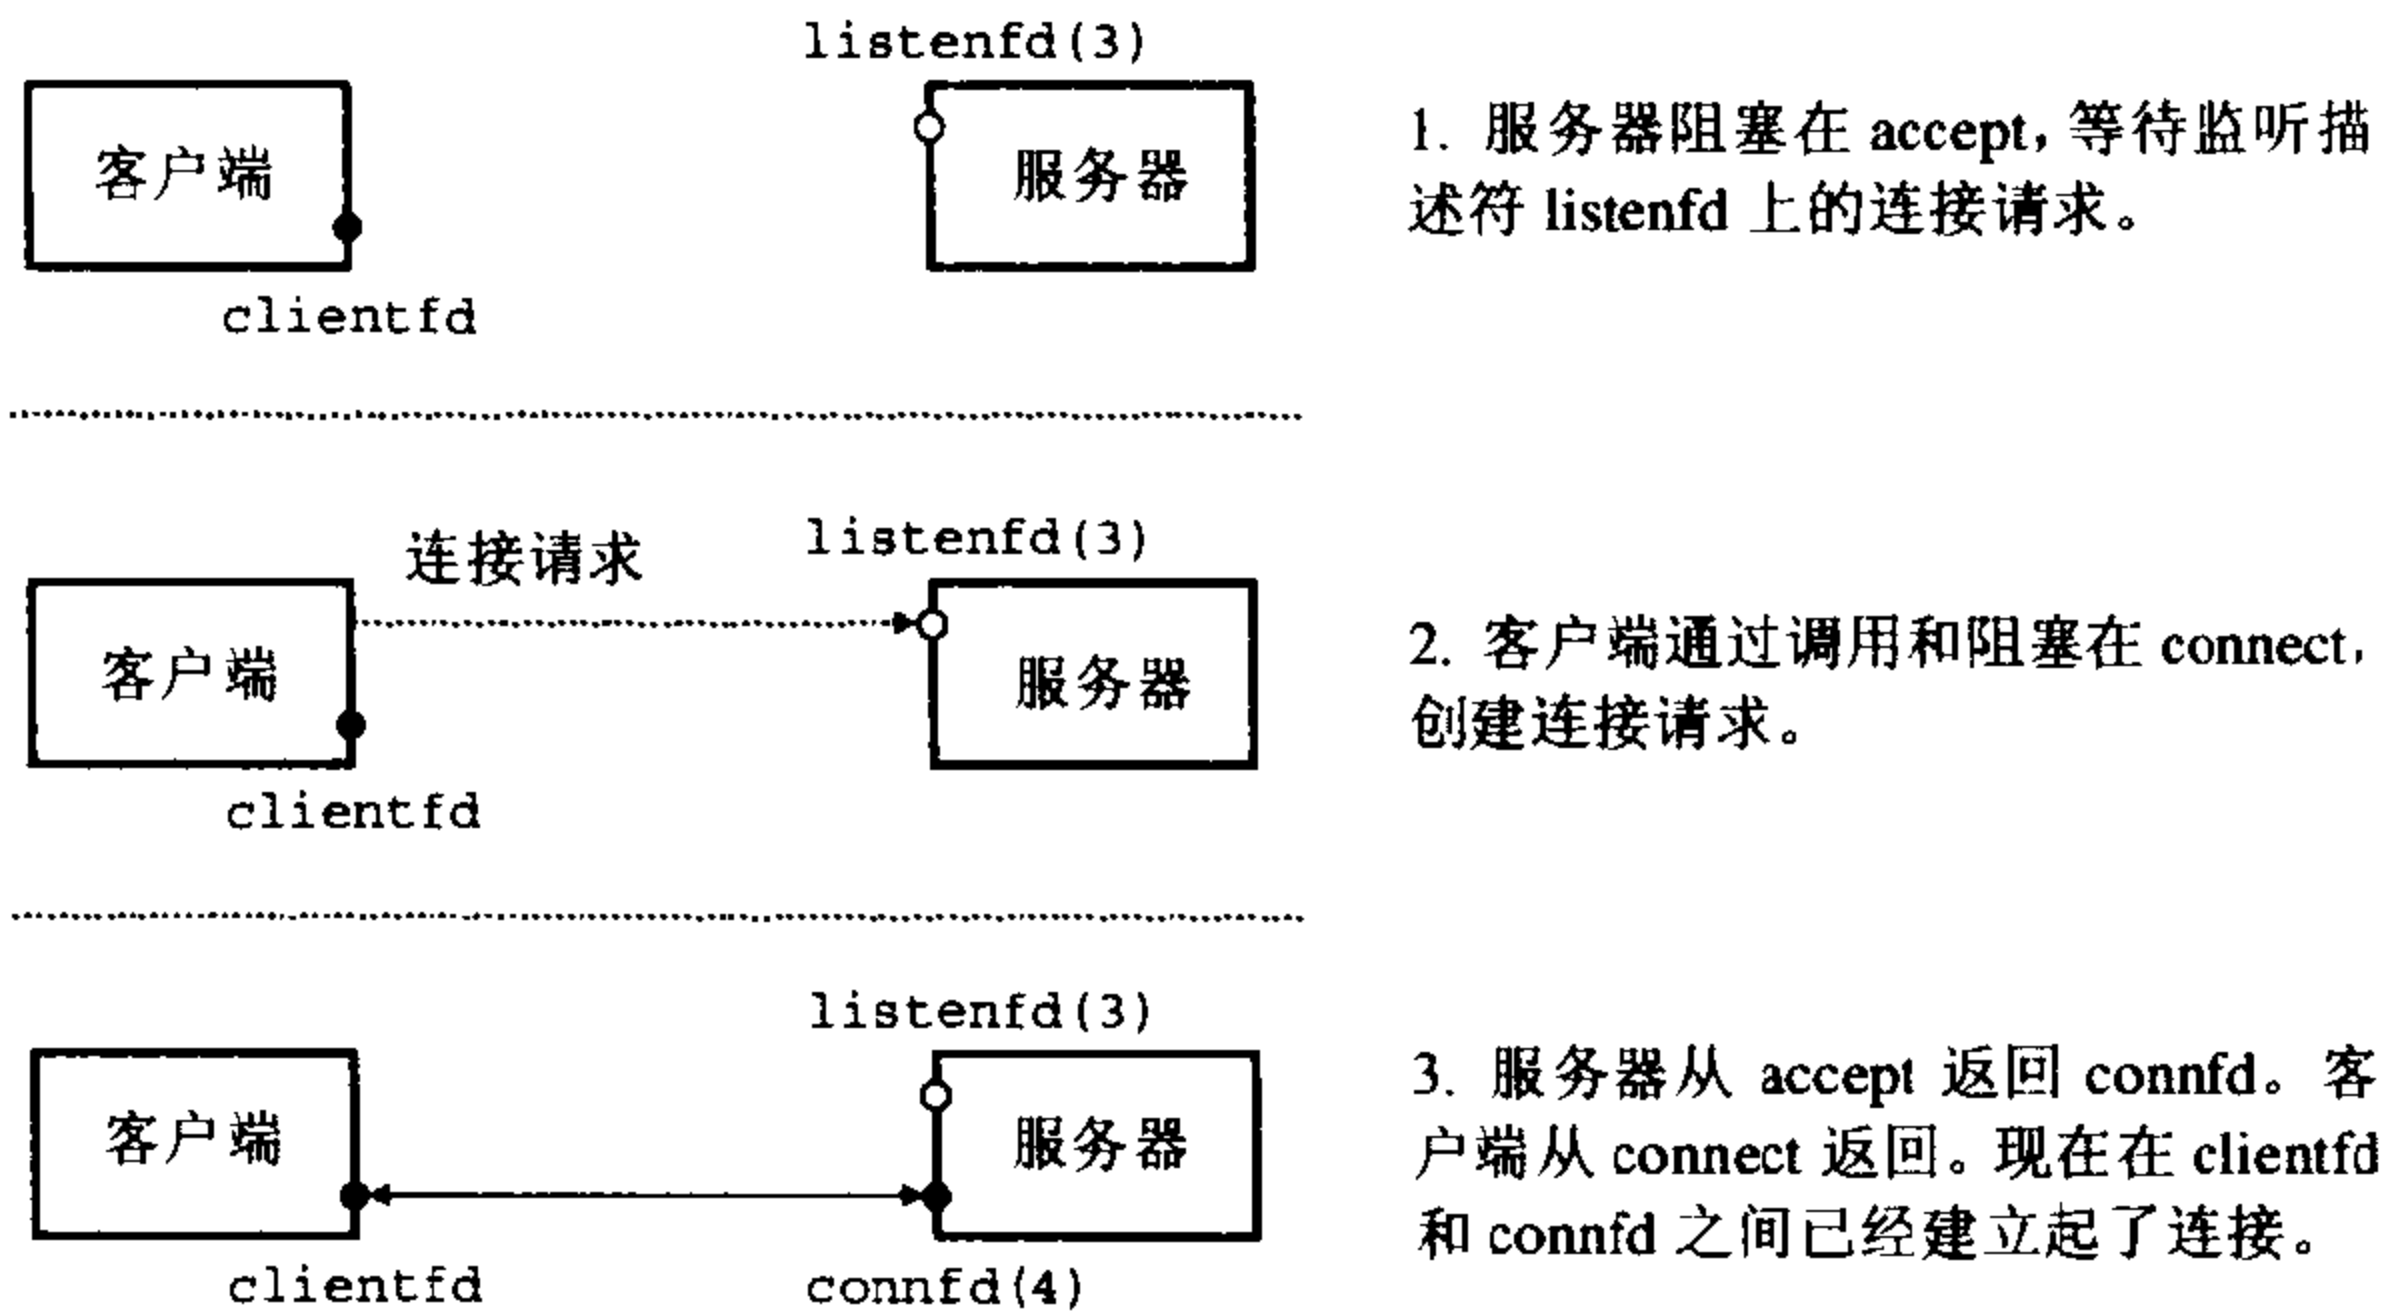 listenfd(3)
客户端
服务器
clientfd
1. 服务器阻塞在 accept，等待监听描
述符 listenfd 上的连接请求。
连接请求
listenfd(3)
客户端
服务器
clientfd
2. 客户端通过调用和阻塞在 connect，
创建连接请求。
listenfd(3)
客户端
服务器
clientfd
connfd(4)
3. 服务器从 accept 返回 connfd。客
户端从 connect 返回。现在在 clientfd
和 connfd 之间已经建立起了连接。